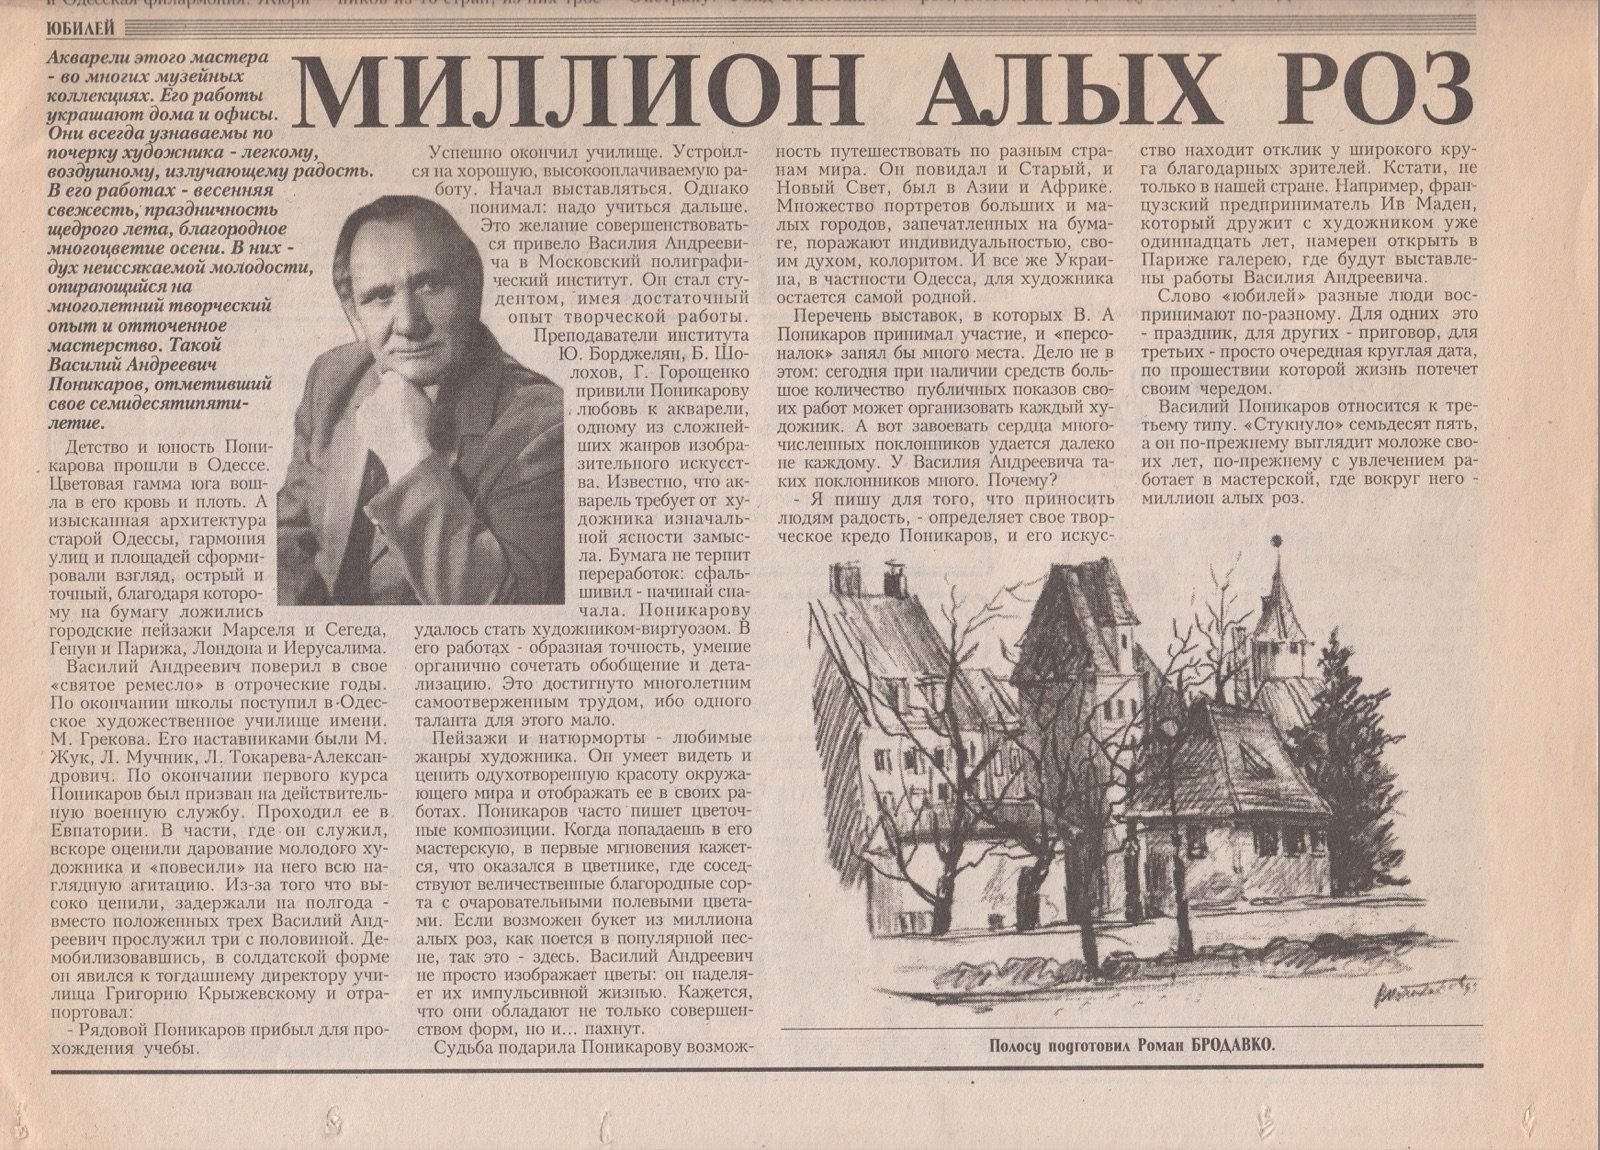 ЮБИЛЕЙ
МИЛЛИОН АЛЫХ РОЗ
Акварели этого мастера
- во многих музейных
коллекциях. Его работы
украшают дома и офисы.
Они всегда узнаваемы по
почерку художника - легкому,
воздушному, излучающему радость.
В его работах - весенняя
свежесть, праздничность
щедрого лета, благородное
многоцветие осени. В них -
дух неиссякаемой молодости,
опирающийся на
многолетний творческий
опыт и отточенное
мастерство. Такой
Василий Андреевич
Поникаров, отметивший
свое семидесятипяти-
летие.
Детство и юность Пони-
карова прошли в Одессе.
Цветовая гамма юга вош-
ла в его кровь и плоть. А
изысканная архитектура
старой Одессы, гармония
улиц и площадей сформи-
ровали взгляд, острый и
точный, благодаря которо-
му на бумагу ложились
городские пейзажи Марселя и Сегеда,
Генуи и Парижа, Лондона и Иерусалима.
Василий Андреевич поверил в свое
«святое ремесло» в отроческие годы.
По окончании школы поступил в Одес-
ское художественное училище имени.
М. Грекова. Его наставниками были М.
Жук, Л. Мучник, Л. Токарева-Алексан-
дрович. По окончании первого курса
Поникаров был призван на действитель-
ную военную службу. Проходил ее в
Евпатории. В части, где он служил,
вскоре оценили дарование молодого ху-
дожника и «повесили» на него всю на-
глядную агитацию. Из-за того что вы-
соко ценили, задержали на полгода -
вместо положенных трех Василий Анд-
реевич прослужил три с половиной. Де-
мобилизовавшись, в солдатской форме
он явился к тогдашнему директору учи-
лища Григорию Крыжевскому и отра-
портовал:
- Рядовой Поникаров прибыл для про-
хождения учебы.
Успешно окончил училище. Устроил-
ся на хорошую, высокооплачиваемую ра-
боту. Начал выставляться. Однако
понимал: надо учиться дальше.
Это желание совершенствовать-
ся привело Василия Андрееви-
ча в Московский полиграфи-
ческий институт. Он стал сту-
дентом, имея достаточный
опыт творческой работы.
Преподаватели института
Ю. Борджелян, Б. Шо-
лохов, Г. Горощенко
привили Поникарову
любовь к акварели,
одному из сложней-
ших жанров изобра-
зительного искусст-
ва. Известно, что ак-
варель требует от ху-
дожника изначаль-
ной ясности замыс-
ла. Бумага не терпит
переработок: сфаль-
шивил - начинай сна-
чала. Поникарову
удалось стать художником-виртуозом. В
его работах - образная точность, умение
органично сочетать обобщение и дета-
лизацию. Это достигнуто многолетним
самоотверженным трудом, ибо одного
таланта для этого мало.
Пейзажи и натюрморты - любимые
жанры художника. Он умеет видеть и
ценить одухотворенную красоту окружа-
ющего мира и отображать ее в своих ра-
ботах. Поникаров часто пишет цветоч-
ные композиции. Когда попадаешь в его
мастерскую, в первые мгновения кажет-
ся, что оказался в цветнике, где сосед-
ствуют величественные благородные сор-
та с очаровательными полевыми цвета-
ми. Если возможен букет из миллиона
алых роз, как поется в популярной пес-
не, так это - здесь. Василий Андреевич
не просто изображает цветы: он наделя-
ет их импульсивной жизнью. Кажется,
что они обладают не только совершен-
ством форм, но и... пахнут.
Судьба подарила Поникарову возмож-
ность путешествовать по разным стра-
нам мира. Он повидал и Старый, и
Новый Свет, был в Азии и Африке.
Множество портретов больших и ма-
лых городов, запечатленных на бума-
ге, поражают индивидуальностью, сво-
им духом, колоритом. И все же Украи-
на, в частности Одесса, для художника
остается самой родной.
Перечень выставок, в которых В. А
Поникаров принимал участие, и «персо-
налок» занял бы много места. Дело не в
этом: сегодня при наличии средств боль-
шое количество публичных показов сво-
их работ может организовать каждый ху-
дожник. А вот завоевать сердца много-
численных поклонников удается далеко
не каждому. У Василия Андреевича та-
ких поклонников много. Почему?
- Я пишу для того, что приносить
людям радость, - определяет свое твор-
ческое кредо Поникаров, и его искус-
ство находит отклик у широкого кру-
га благодарных зрителей. Кстати, не
только в нашей стране. Например, фран-
цузский предприниматель Ив Маден,
который дружит с художником уже
одиннадцать лет, намерен открыть в
Париже галерею, где будут выставле-
ны работы Василия Андреевича.
Слово «юбилей» разные люди вос-
принимают по-разному. Для одних это
- праздник, для других - приговор, для
третьих - просто очередная круглая дата,
по прошествии которой жизнь потечет
своим чередом.
Василий Поникаров относится к тре-
тьему типу. «Стукнуло» семьдесят пять,
а он по-прежнему выглядит моложе сво-
их лет, по-прежнему с увлечением ра-
ботает в мастерской, где вокруг него -
миллион алых роз.
Полосу подготовил Роман БРОДАВКО.